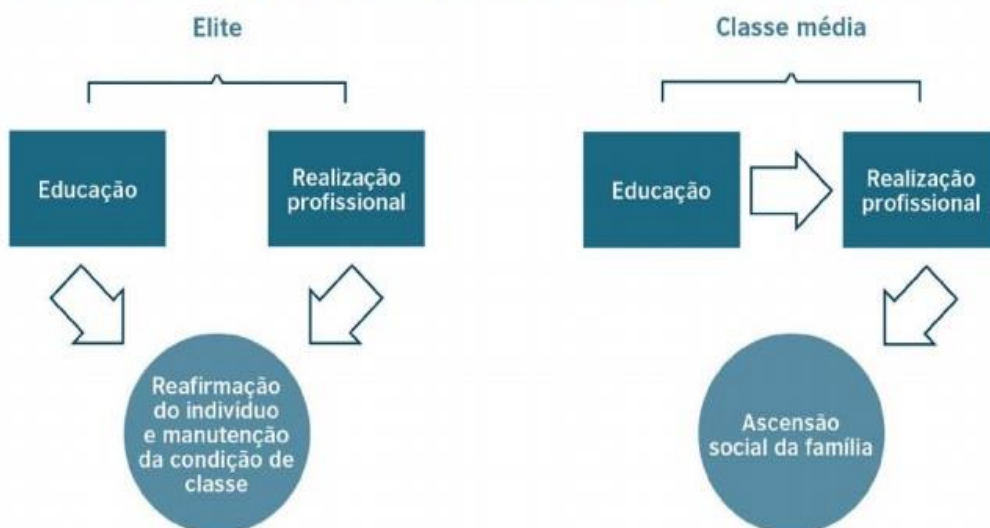 Elite
Educação
Realização
profissional
Reafirmação
do indivíduo
e manutenção
da condição de
classe
Classe média
Educação
Realização
profissional
Ascensão
social da família